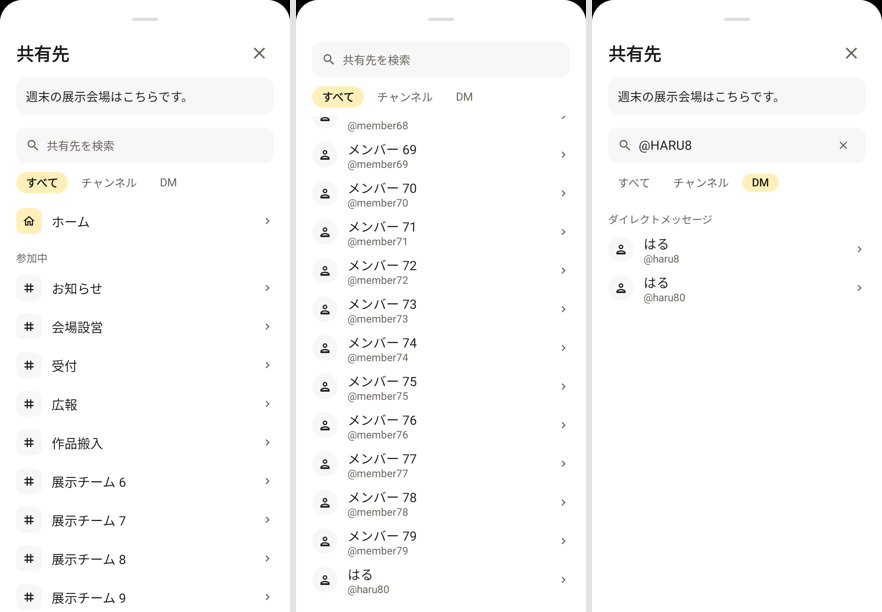 共有先
週末の展示会場はこちらです。
共有先を検索
すべて チャンネル DM
ホーム
参加中
お知らせ
会場設営
受付
広報
作品搬入
展示チーム 6
展示チーム 7
展示チーム 8
展示チーム 9
共有先を検索
すべて チャンネル DM
@member68
メンバー 69
@member69
メンバー 70
@member70
メンバー 71
@member71
メンバー 72
@member72
メンバー 73
@member73
メンバー 74
@member74
メンバー 75
@member75
メンバー 76
@member76
メンバー 77
@member77
メンバー 78
@member78
メンバー 79
@member79
はる
@haru80
共有先
週末の展示会場はこちらです。
@HARU8
すべて チャンネル DM
ダイレクトメッセージ
はる
@haru8
はる
@haru80